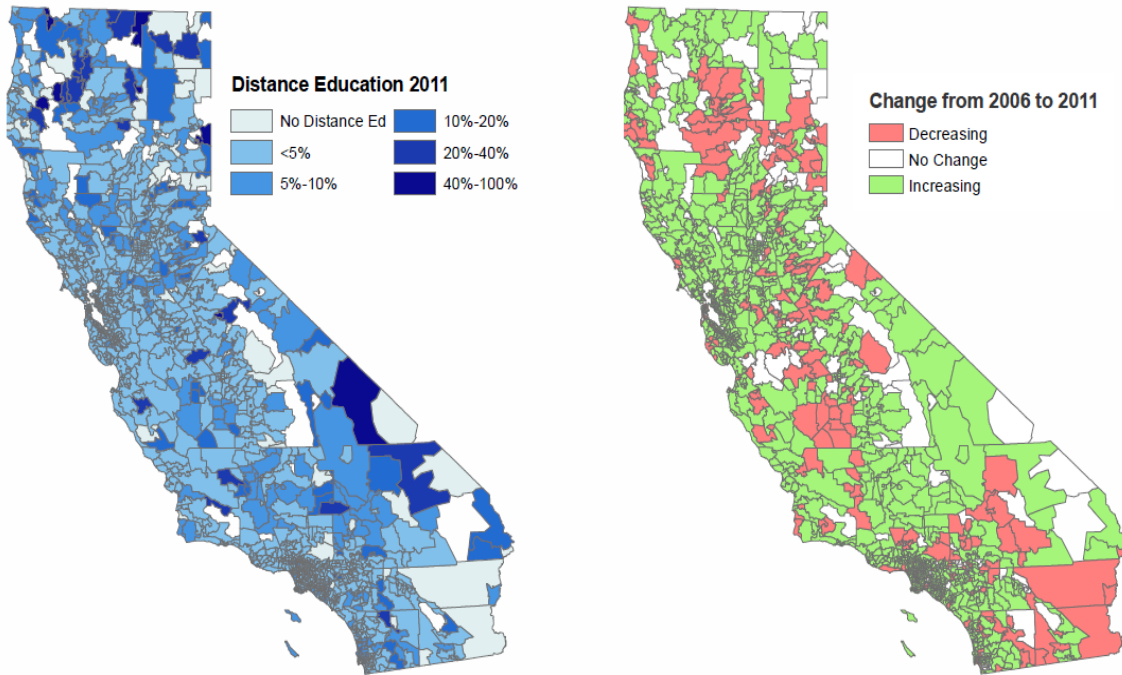 Distance Education 2011
No Distance Ed
10%-20%
<5%
20%-40%
5%-10%
40%-100%
Change from 2006 to 2011
Decreasing
No Change
Increasing